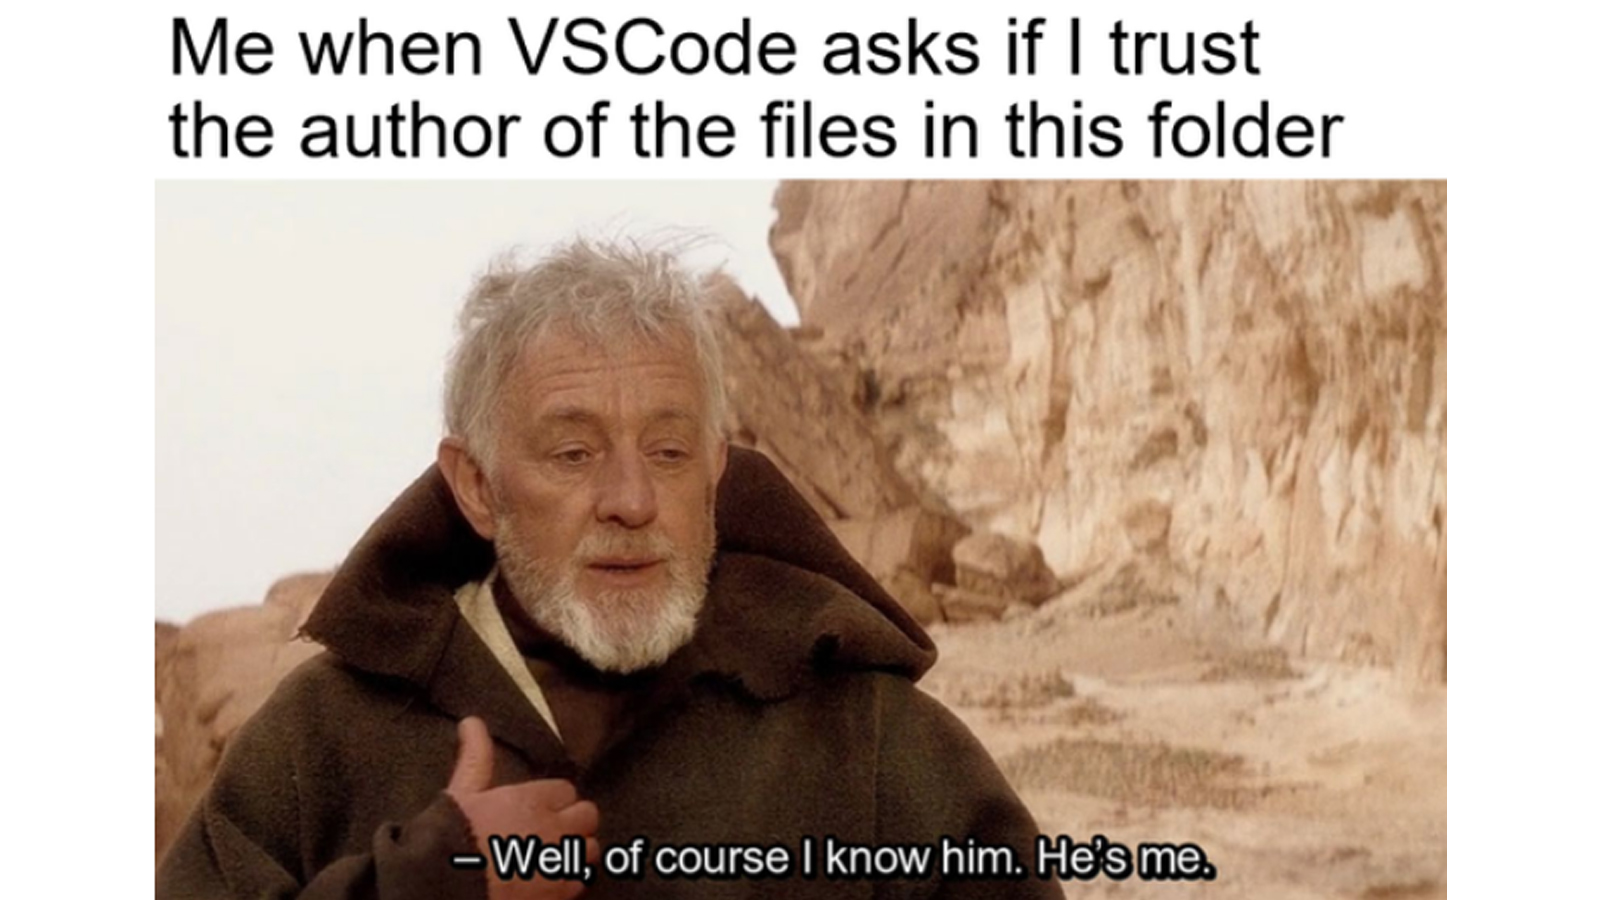 Me when VSCode asks if I trust
the author of the files in this folder
– Well, of course I know him. He's me.